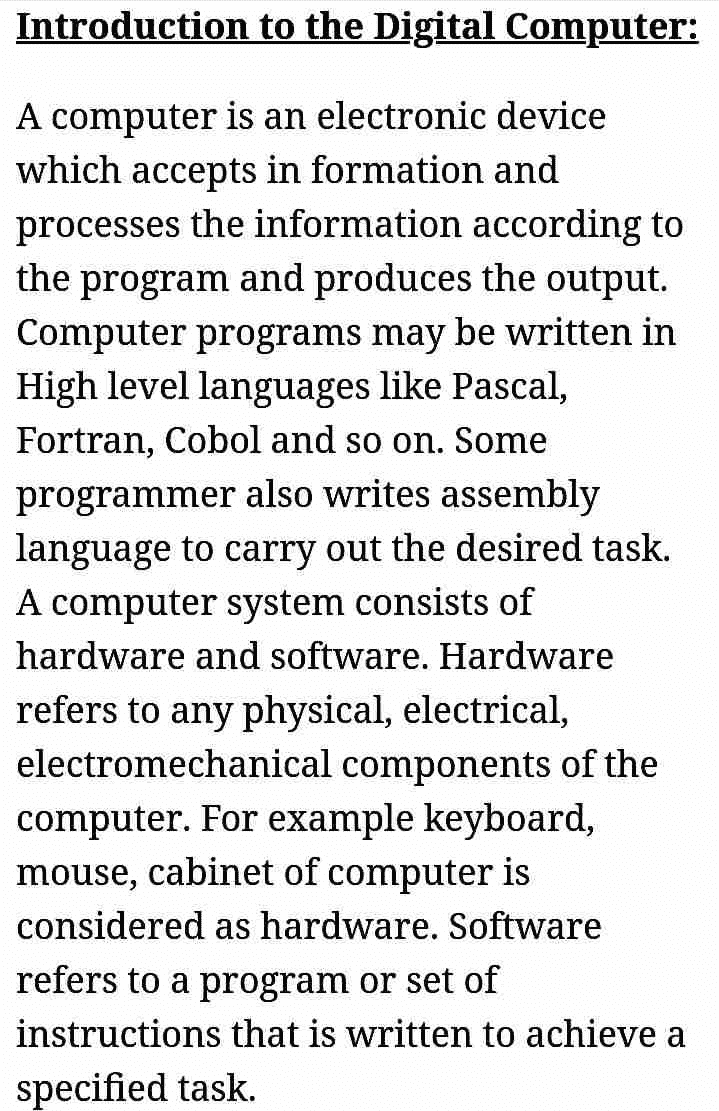 Introduction to the Digital Computer:
A computer is an electronic device
which accepts in formation and
processes the information according to
the program and produces the output.
Computer programs may be written in
High level languages like Pascal,
Fortran, Cobol and so on. Some
programmer also writes assembly
language to carry out the desired task.
A computer system consists of
hardware and software. Hardware
refers to any physical, electrical,
electromechanical components of the
computer. For example keyboard,
mouse, cabinet of computer is
considered as hardware. Software
refers to a program or set of
instructions that is written to achieve a
specified task.